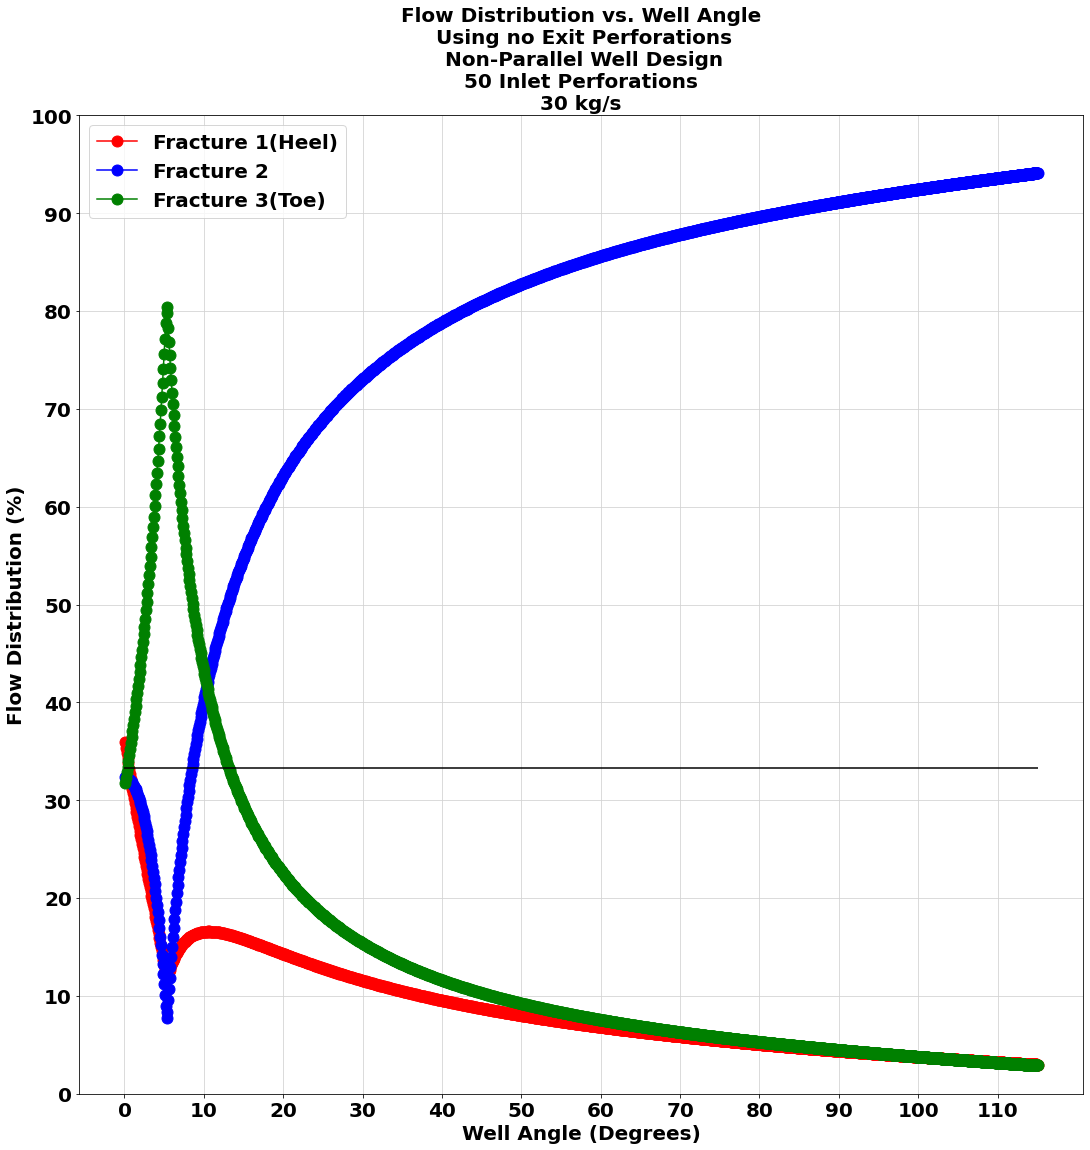 Flow Distribution vs. Well Angle
Using no Exit Perforations
Non-Parallel Well Design
50 Inlet Perforations
30 kg/s
Fracture 1(Heel)
Fracture 2
Fracture 3(Toe)
Flow Distribution (%)
100
90
80
70
60
50
40
30
20
10
0
0 10 20 30 40 50 60 70 80 90 100 110
Well Angle (Degrees)